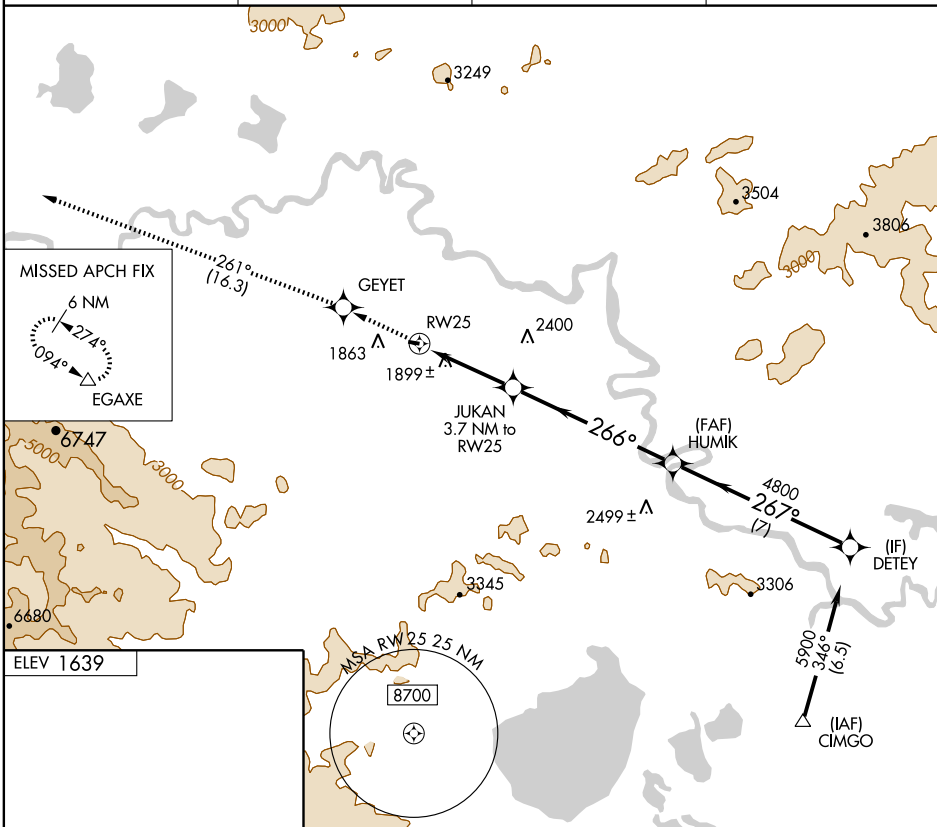 3000
3249
3504
3806
3000
261°
(16.3)
GEYET
MISSED APCH FIX
6 NM
274°
094°
EGAXE
RW25
2400
1863
1899 ±
JUKAN
3.7 NM to
RW25
266°
(FAF)
HUMIK
6747
5000
3000
4800
267°
(7)
2499 ±
(IF)
DETEY
3345
3306
6680
5900
346°
(6.5)
ELEV 1639
MSA RW 25 25 NM
8700
(IAF)
CIMGO